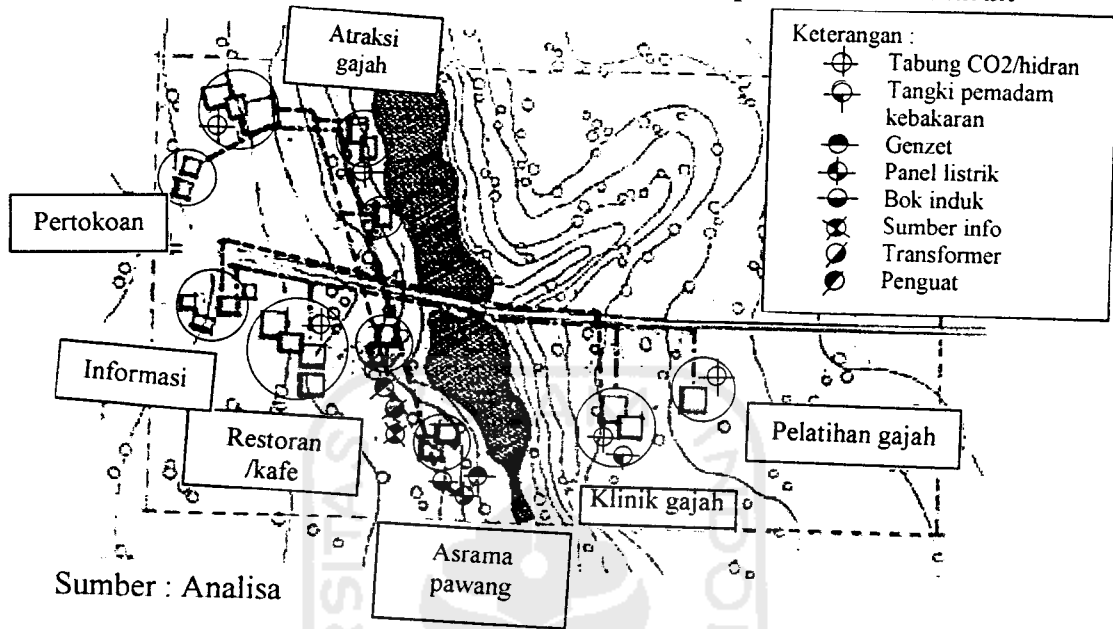 Atraksi
gajah
Keterangan :
Tabung CO2/hidran
Tangki pemadam
kebakaran
Genzet
Panel listrik
Bok induk
Sumber info
Transformer
Penguat
Pertokoan
Informasi
Restoran
/kafe
Pelatihan gajah
Klinik gajah
Asrama
pawang
Sumber : Analisa